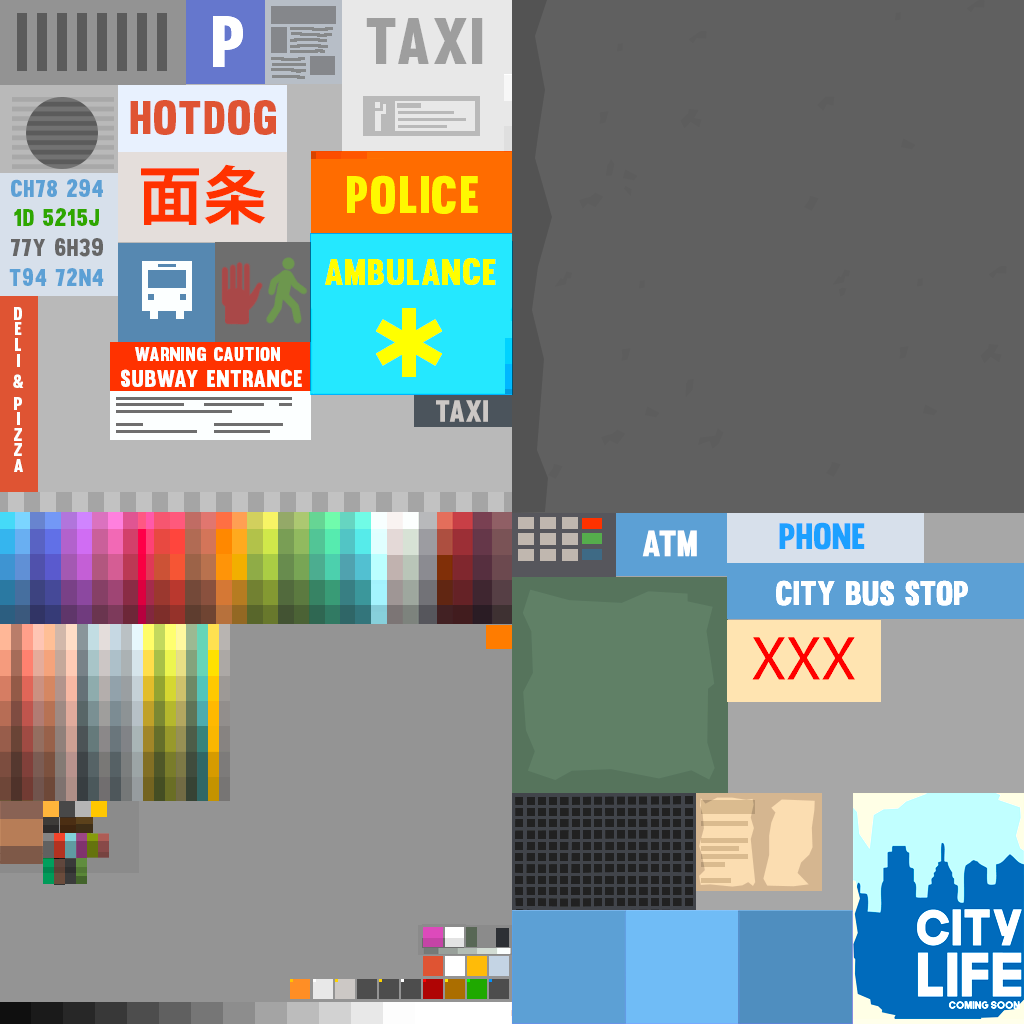 P
TAXI
HOTDOG
面条
POLICE
CH78 294
1D 5215J
77Y 6H39
T94 72N4
AMBULANCE
DELI & PIZZA
WARNING CAUTION
SUBWAY ENTRANCE
TAXI
ATM
PHONE
CITY BUS STOP
XXX
CITY
LIFE
COMING SOON